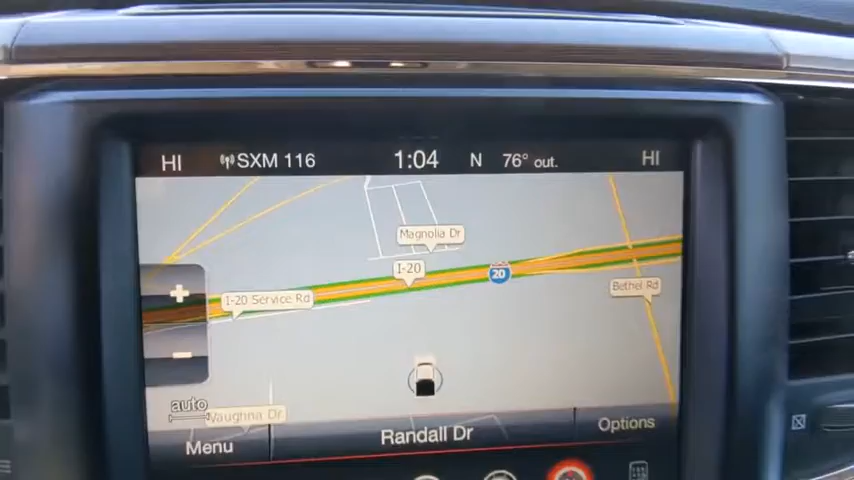 HI SXM 116 1:04 N 76° out. HI
Magnolia Dr
I-20
20
I-20 Service Rd
Bethel Rd
+
−
auto
Vaughna Dr
Menu Randall Dr Options